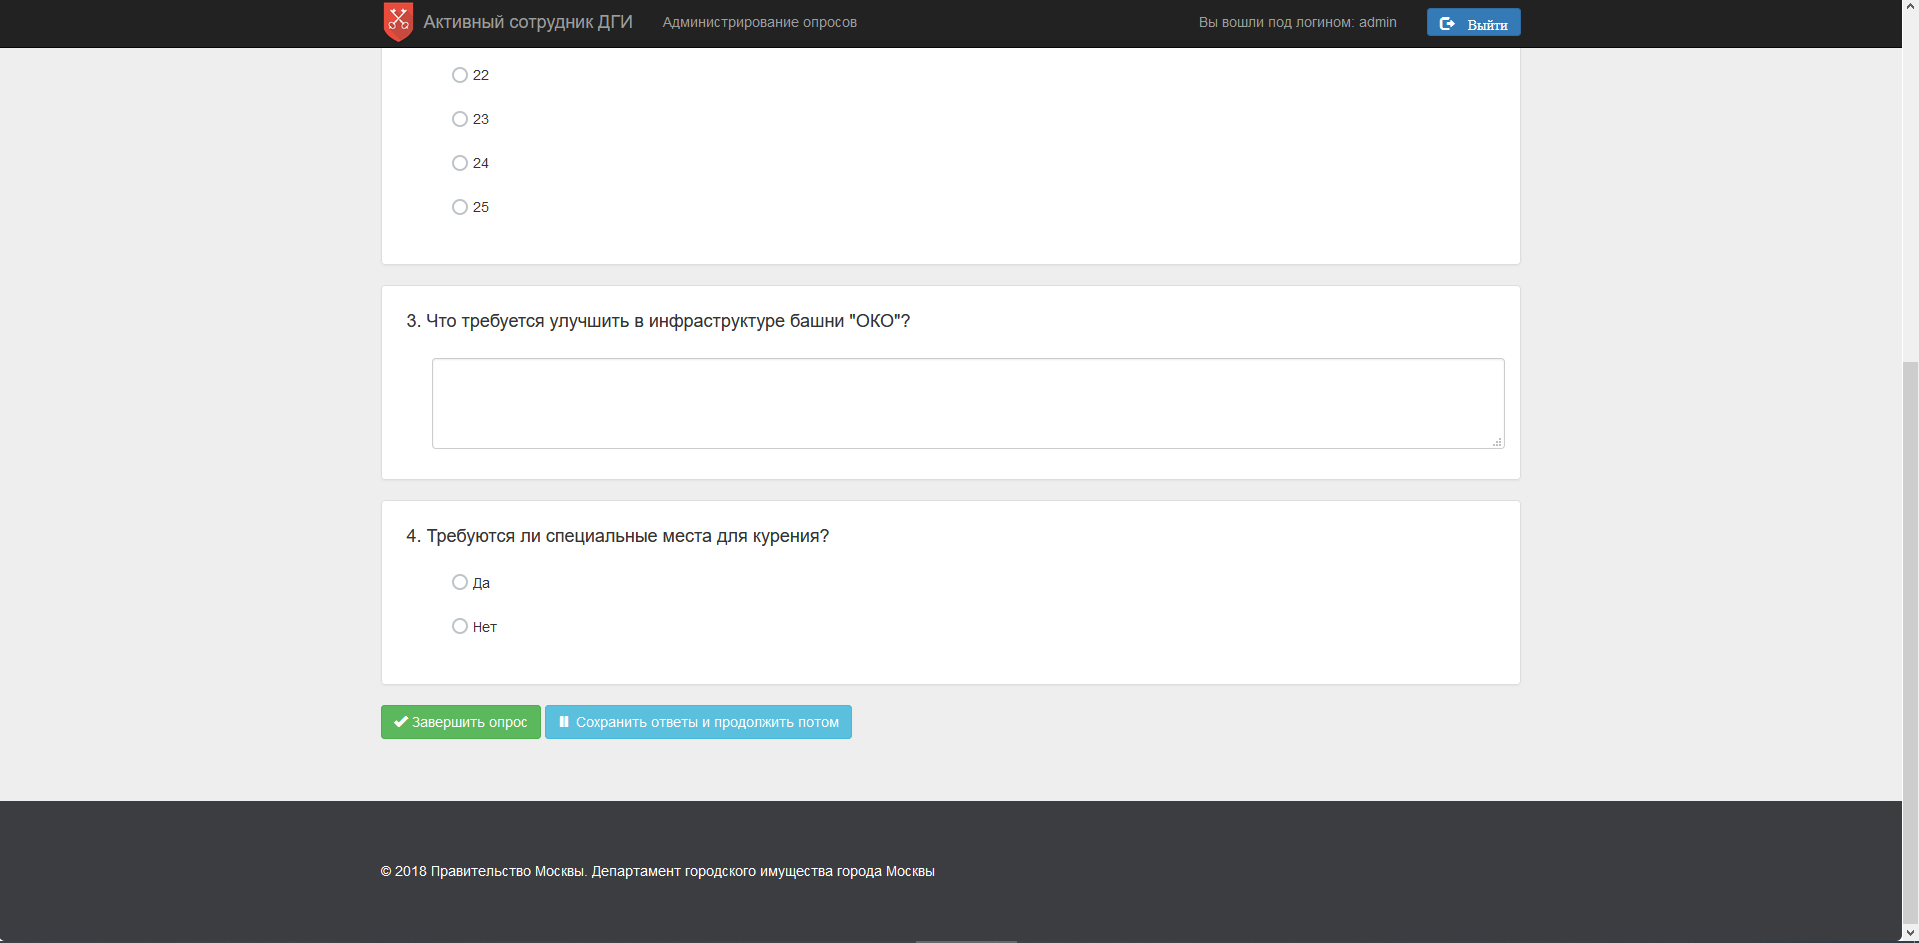 Активный сотрудник ДГИ Администрирование опросов Вы вошли под логином: admin Выйти
22
23
24
25
3. Что требуется улучшить в инфраструктуре башни "ОКО"?
4. Требуются ли специальные места для курения?
Да
Нет
Завершить опрос Сохранить ответы и продолжить потом
© 2018 Правительство Москвы. Департамент городского имущества города Москвы